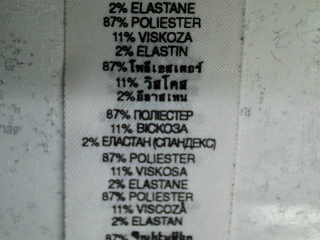 2% ELASTANE
87% POLIESTER
11% VISKOZA
2% ELASTIN
87% โพลีเอสเตอร์
11% วิสโคส
2% อีลาสเทน
87% ПОЛІЕСТЕР
11% ВІСКОЗА
2% ЕЛАСТАН (СПАНДЕКС)
87% POLIESTER
11% VISKOSA
2% ELASTANE
87% POLIESTER
11% VISCOZĂ
2% ELASTAN
87%